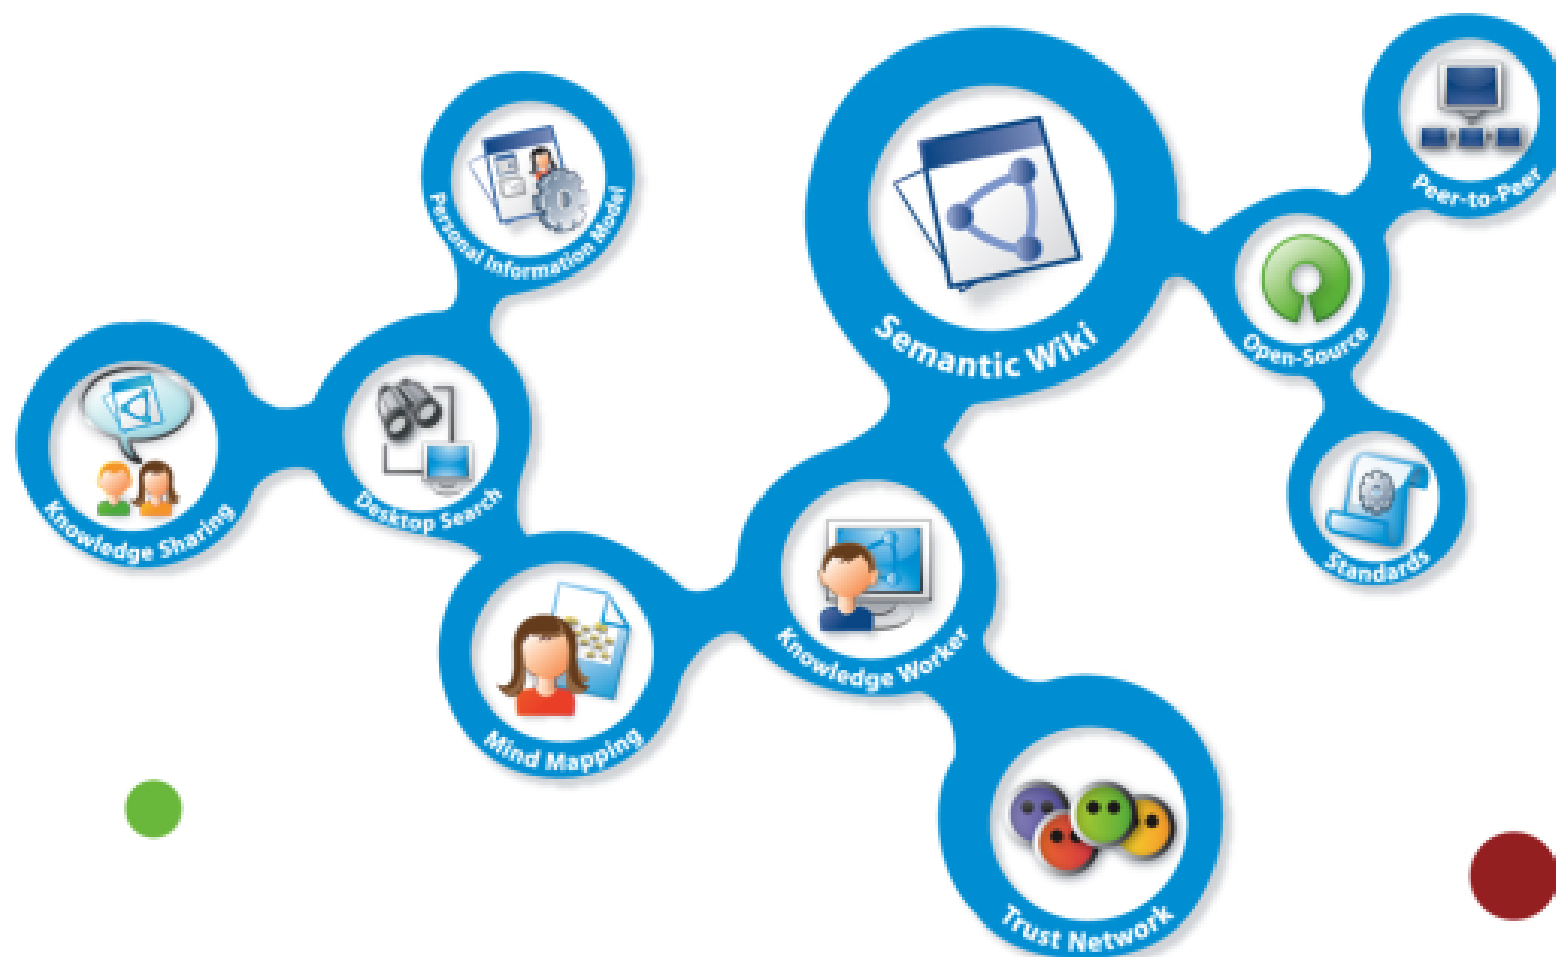 Peer-to-Peer
Personal Information Model
Semantic Wiki
Open-Source
Knowledge Sharing
Desktop Search
Standards
Mind Mapping
Knowledge Worker
Trust Network